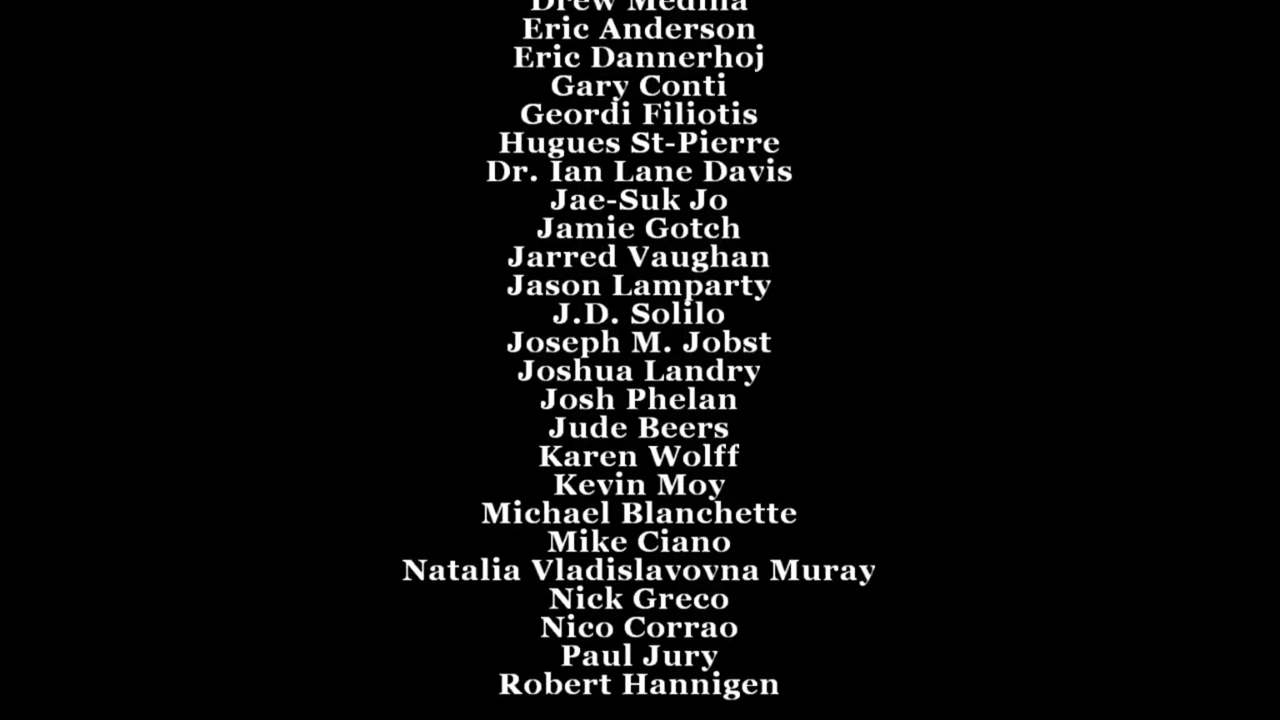 Drew Medina
Eric Anderson
Eric Dannerhoj
Gary Conti
Geordi Filiotis
Hugues St-Pierre
Dr. Ian Lane Davis
Jae-Suk Jo
Jamie Gotch
Jarred Vaughan
Jason Lamparty
J.D. Solilo
Joseph M. Jobst
Joshua Landry
Josh Phelan
Jude Beers
Karen Wolff
Kevin Moy
Michael Blanchette
Mike Ciano
Natalia Vladislavovna Muray
Nick Greco
Nico Corrao
Paul Jury
Robert Hannigen